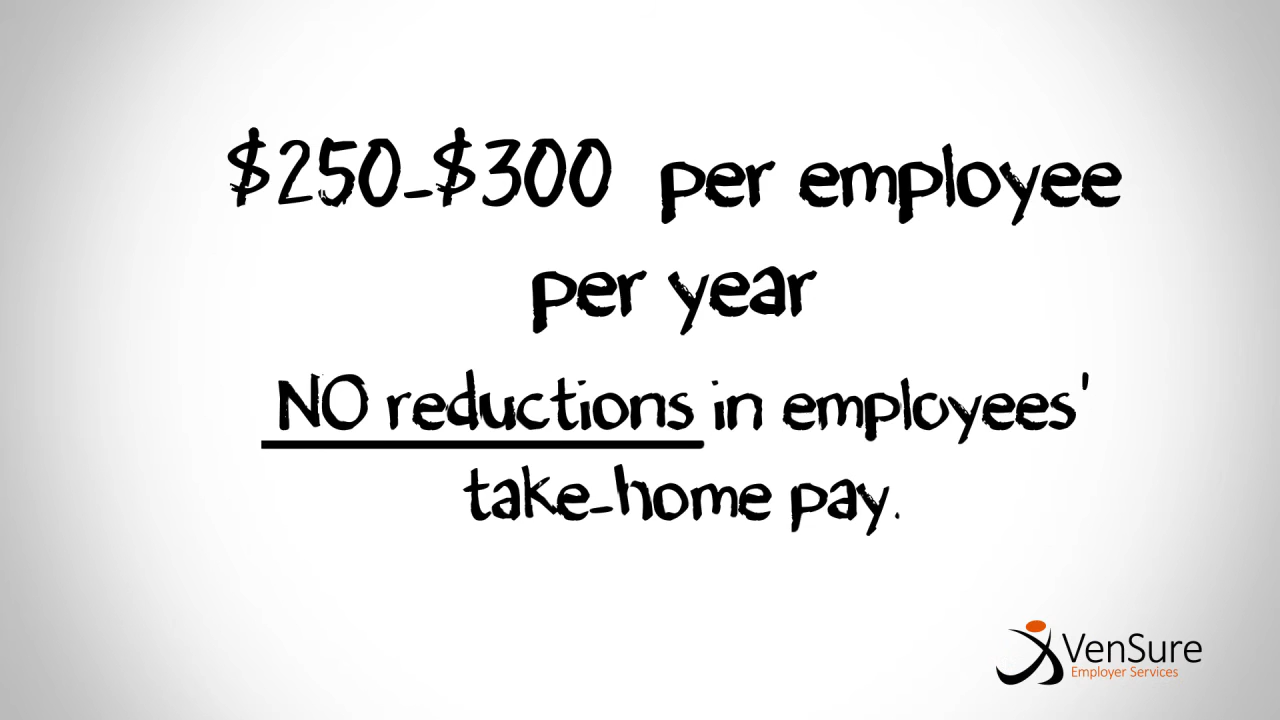 $250-$300 per employee
per year
NO reductions in employees'
take-home pay.
VenSure
Employer Services